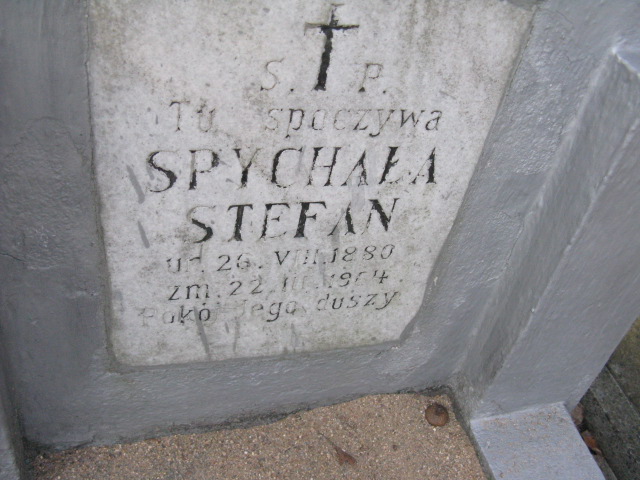 S. P.
Tu spoczywa
SPYCHAŁA
STEFAN
ur. 26. VIII. 1880
zm. 22. III.
Pokój Jego duszy